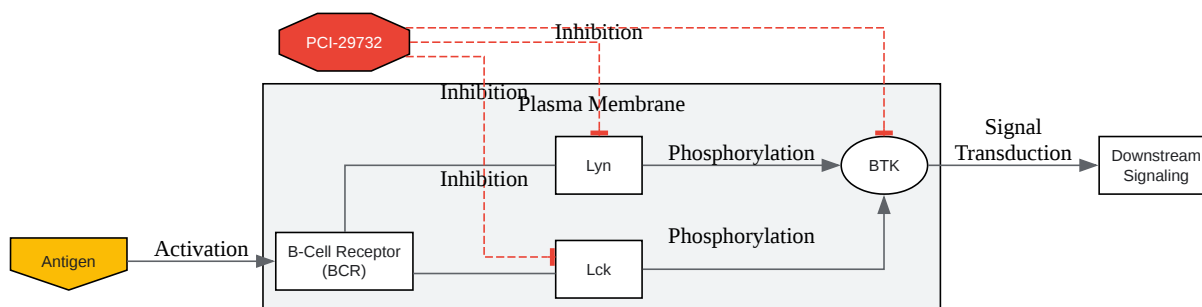 PCI-29732
Inhibition
Inhibition
Plasma Membrane
Signal
Transduction
Lyn
Phosphorylation
BTK
Downstream
Signaling
Inhibition
Activation
B-Cell Receptor
(BCR)
Phosphorylation
Antigen
Lck